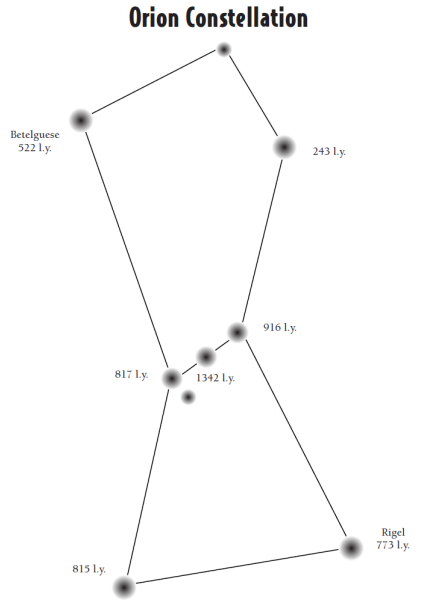 Orion Constellation
Betelguese
522 l.y.
243 l.y.
916 l.y.
817 l.y.
1342 l.y.
Rigel
773 l.y.
815 l.y.